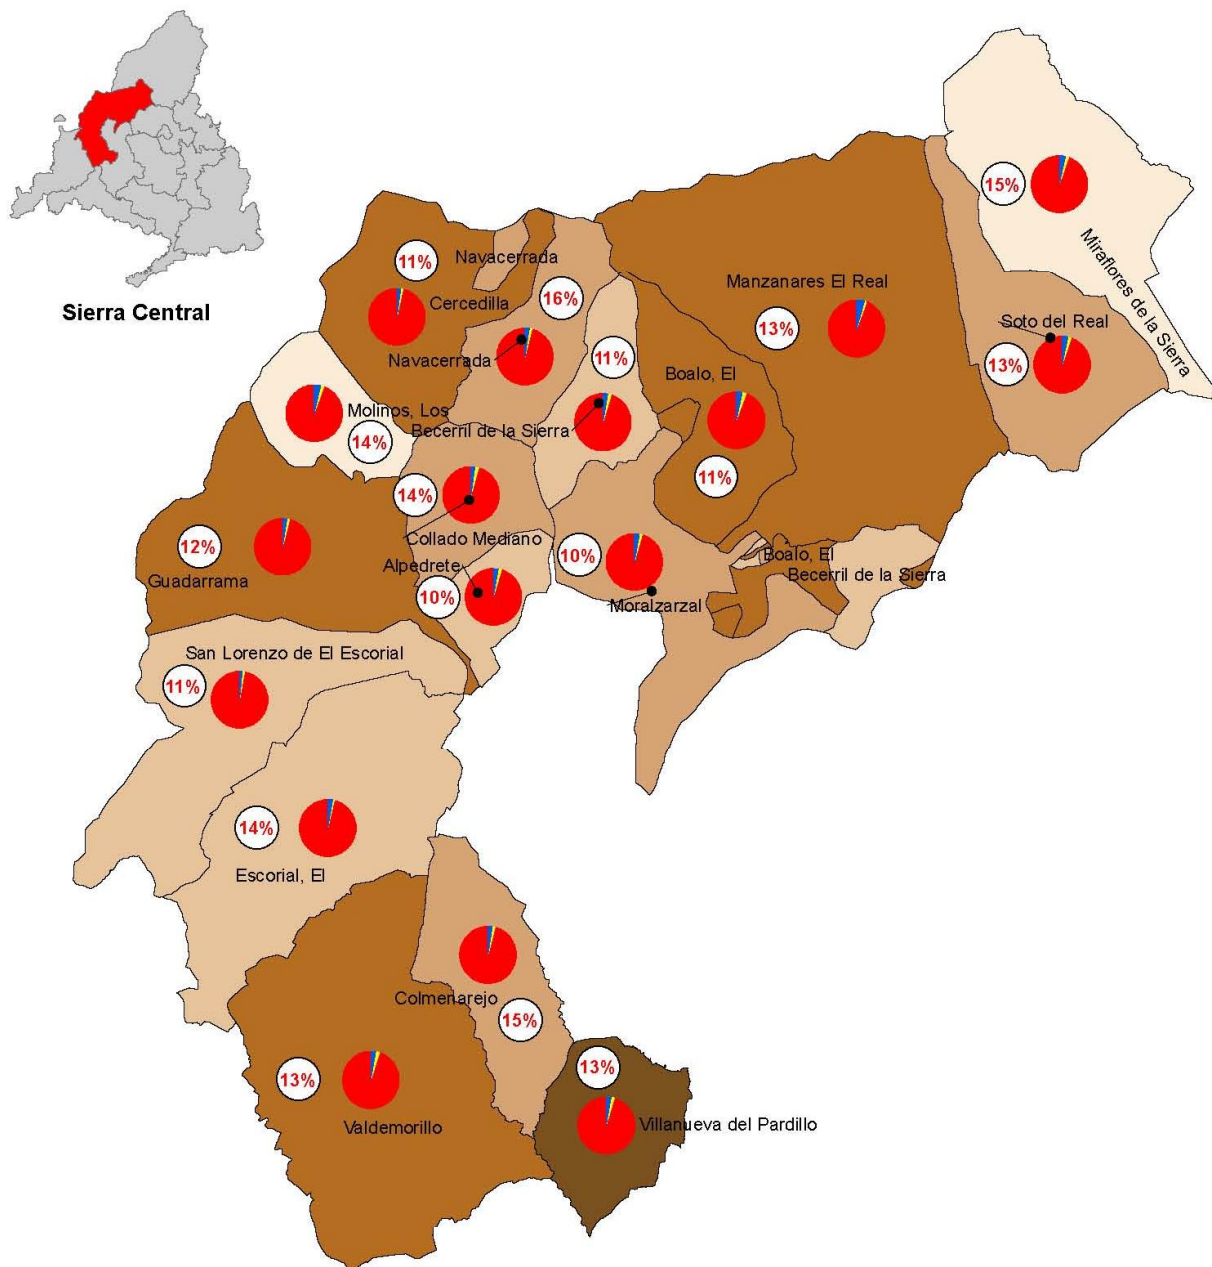 Sierra Central
15%
Miraflores de la Sierra
11%
Navacerrada
Cercedilla
16%
Manzanares El Real
13%
Soto del Real
13%
Navacerrada
11%
Boalo, El
11%
Molinos, Los
14%
Becerril de la Sierra
14%
Collado Mediano
12%
Guadarrama
Alpedrete
10%
10%
Moralzarzal
Boalo, El
Becerril de la Sierra
San Lorenzo de El Escorial
11%
14%
Escorial, El
Colmenarejo
15%
13%
Valdemorillo
13%
Villanueva del Pardillo